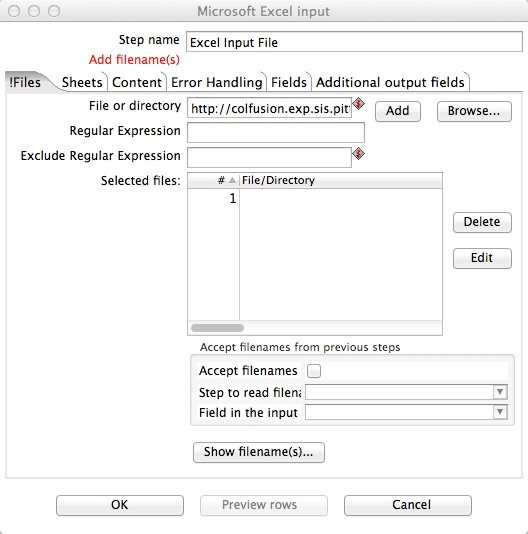 Microsoft Excel input
Step name Excel Input File
Add filename(s)
!Files Sheets Content Error Handling Fields Additional output fields
File or directory http://colfusion.exp.sis.pit Add Browse...
Regular Expression
Exclude Regular Expression
Selected files: # File/Directory
1
Delete
Edit
Accept filenames from previous steps
Accept filenames
Step to read filena
Field in the input
Show filename(s)...
OK Preview rows Cancel